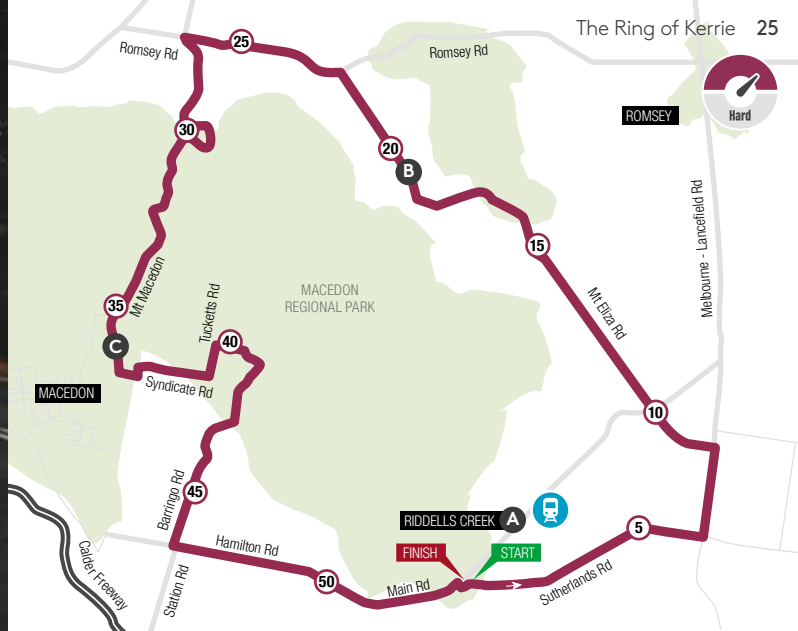 The Ring of Kerrie 25
Romsey Rd
25
Romsey Rd
Hard
ROMSEY
30
20
B
Melbourne - Lancefield Rd
15
Mt Macedon
MACEDON
REGIONAL PARK
35
Tucketts Rd
Mt Eliza Rd
C
40
Syndicate Rd
MACEDON
10
Barringo Rd
45
RIDDELLS CREEK
A
5
Hamilton Rd
FINISH
START
Calder Freeway
Station Rd
50
Main Rd
Sutherlands Rd